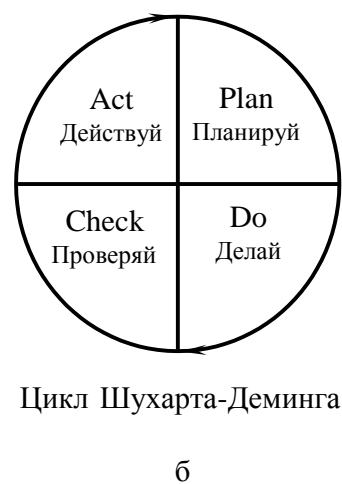 Act
Действуй
Plan
Планируй
Check
Проверяй
Do
Делай
Цикл Шухарта-Деминга
б